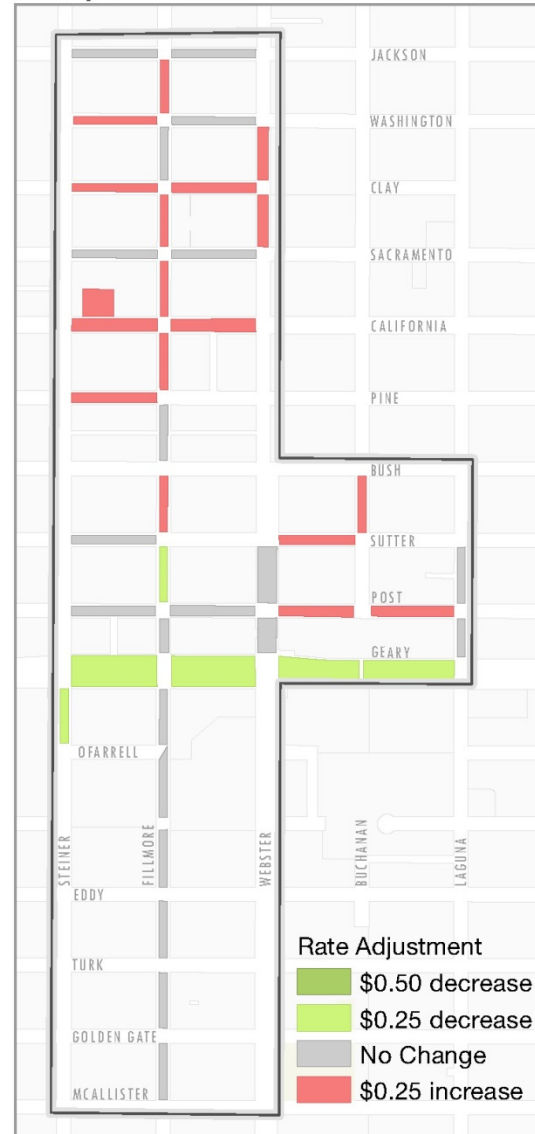 JACKSON
WASHINGTON
CLAY
SACRAMENTO
CALIFORNIA
PINE
BUSH
SUTTER
POST
GEARY
OFARRELL
STEINER
FILLMORE
WEBSTER
BUCHANAN
LAGUNA
EDDY
TURK
GOLDEN GATE
MCALLISTER
Rate Adjustment
$0.50 decrease
$0.25 decrease
No Change
$0.25 increase